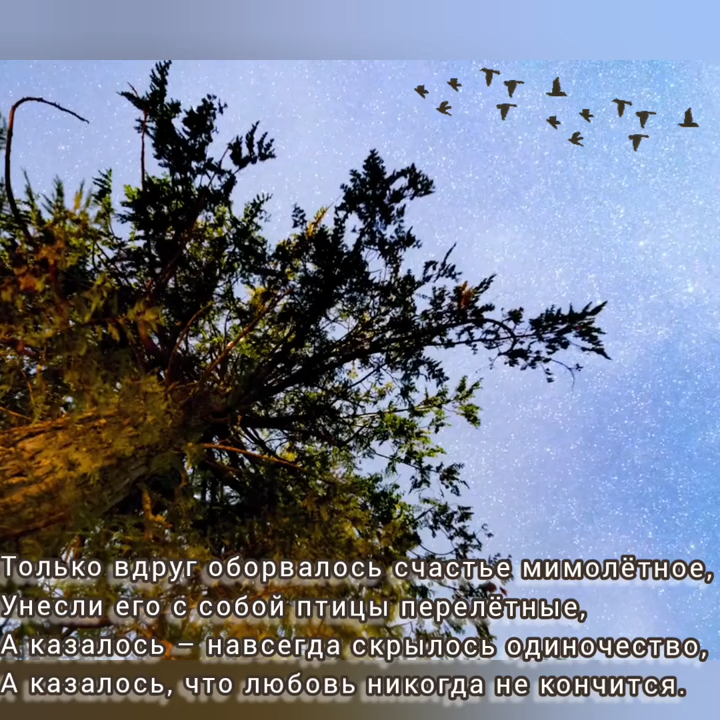 Только вдруг оборвалось счастье мимолётное,
Унесли его с собой птицы перелётные,
А казалось – навсегда скрылось одиночество,
А казалось, что любовь никогда не кончится.